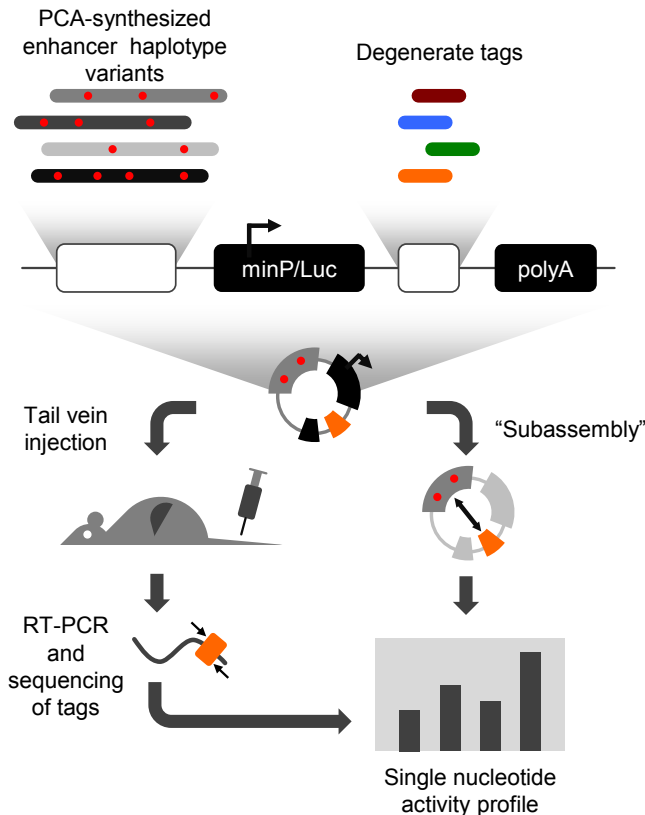 PCA-synthesized
enhancer haplotype
variants
Degenerate tags
minP/Luc
polyA
Tail vein
injection
“Subassembly”
RT-PCR
and
sequencing
of tags
Single nucleotide
activity profile